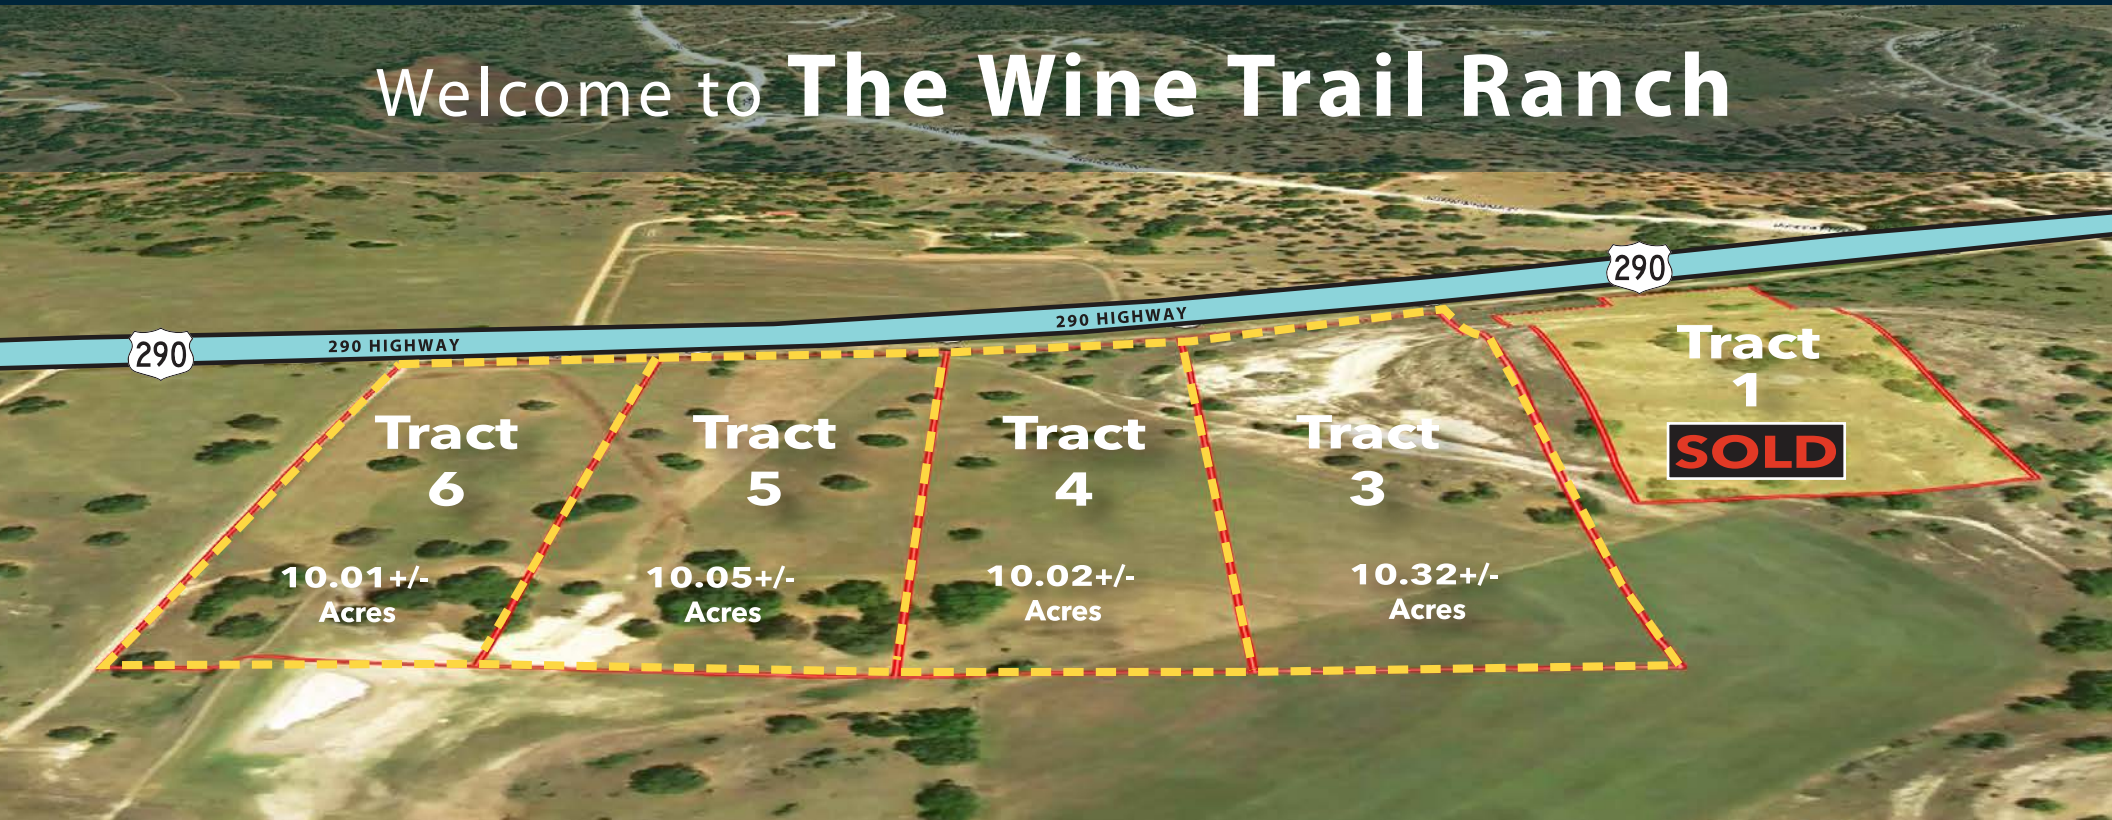 Welcome to The Wine Trail Ranch
290
290 HIGHWAY
290 HIGHWAY
290
Tract
6
10.01+/-
Acres
Tract
5
10.05+/-
Acres
Tract
4
10.02+/-
Acres
Tract
3
10.32+/-
Acres
Tract
1
SOLD